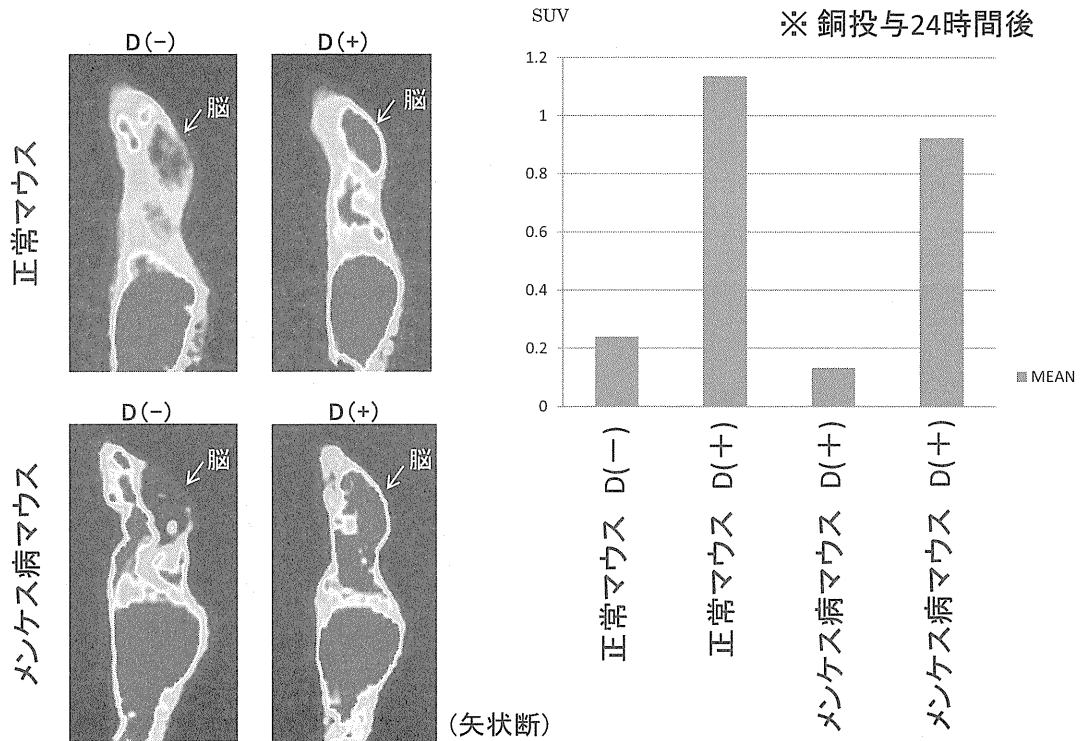 SUV
※ 銅投与24時間後
D(-)
D(+)
脳
脳
正常マウス
D(-)
D(+)
脳
脳
メンケス病マウス
(矢状断)
1.2
1
0.8
0.6
0.4
0.2
0
MEAN
正常マウス D(-)
正常マウス D(+)
メンケス病マウス D(+)
メンケス病マウス D(+)